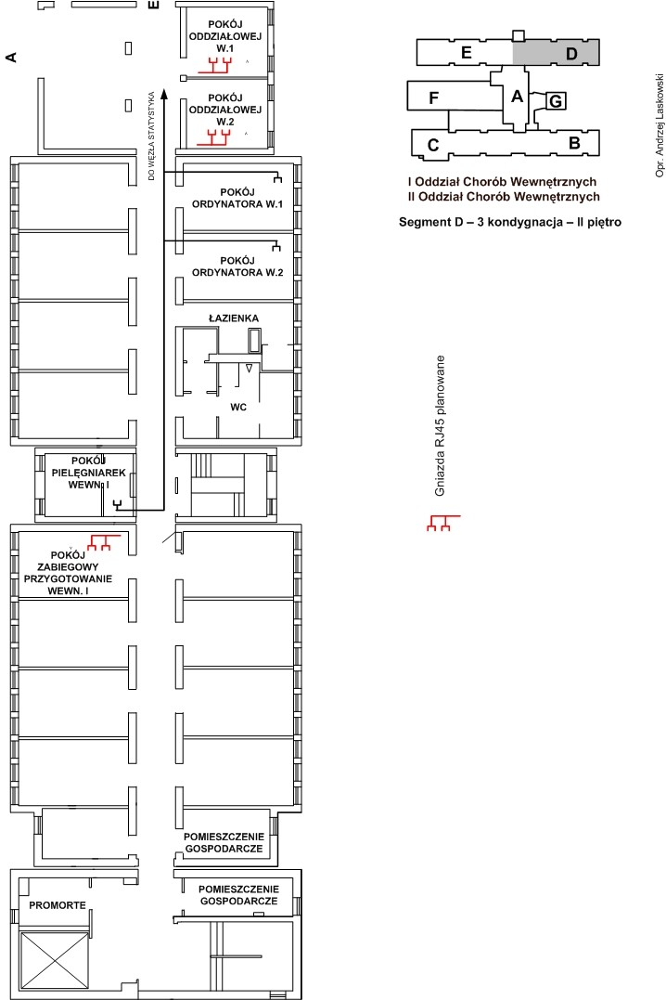 A
E
POKÓJ
ODDZIAŁOWEJ
W.1
POKÓJ
ODDZIAŁOWEJ
W.2
DO WĘZŁA STATYSTYKA
POKÓJ
ORDYNATORA W.1
POKÓJ
ORDYNATORA W.2
ŁAZIENKA
WC
POKÓJ
PIELĘGNIAREK
WEWN. I
POKÓJ
ZABIEGOWY
PRZYGOTOWANIE
WEWN. I
POMIESZCZENIE
GOSPODARCZE
PROMORTE
POMIESZCZENIE
GOSPODARCZE
E
D
F
A
G
C
B
I Oddział Chorób Wewnętrznych
II Oddział Chorób Wewnętrznych
Segment D – 3 kondygnacja – II piętro
Gniazda RJ45 planowane
Opr. Andrzej Laskowski